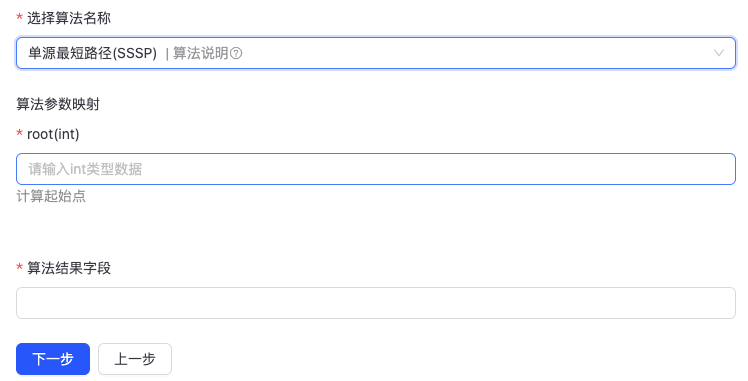 * 选择算法名称
单源最短路径(SSSP) | 算法说明?
算法参数映射
* root(int)
请输入int类型数据
计算起始点
* 算法结果字段
下一步 上一步